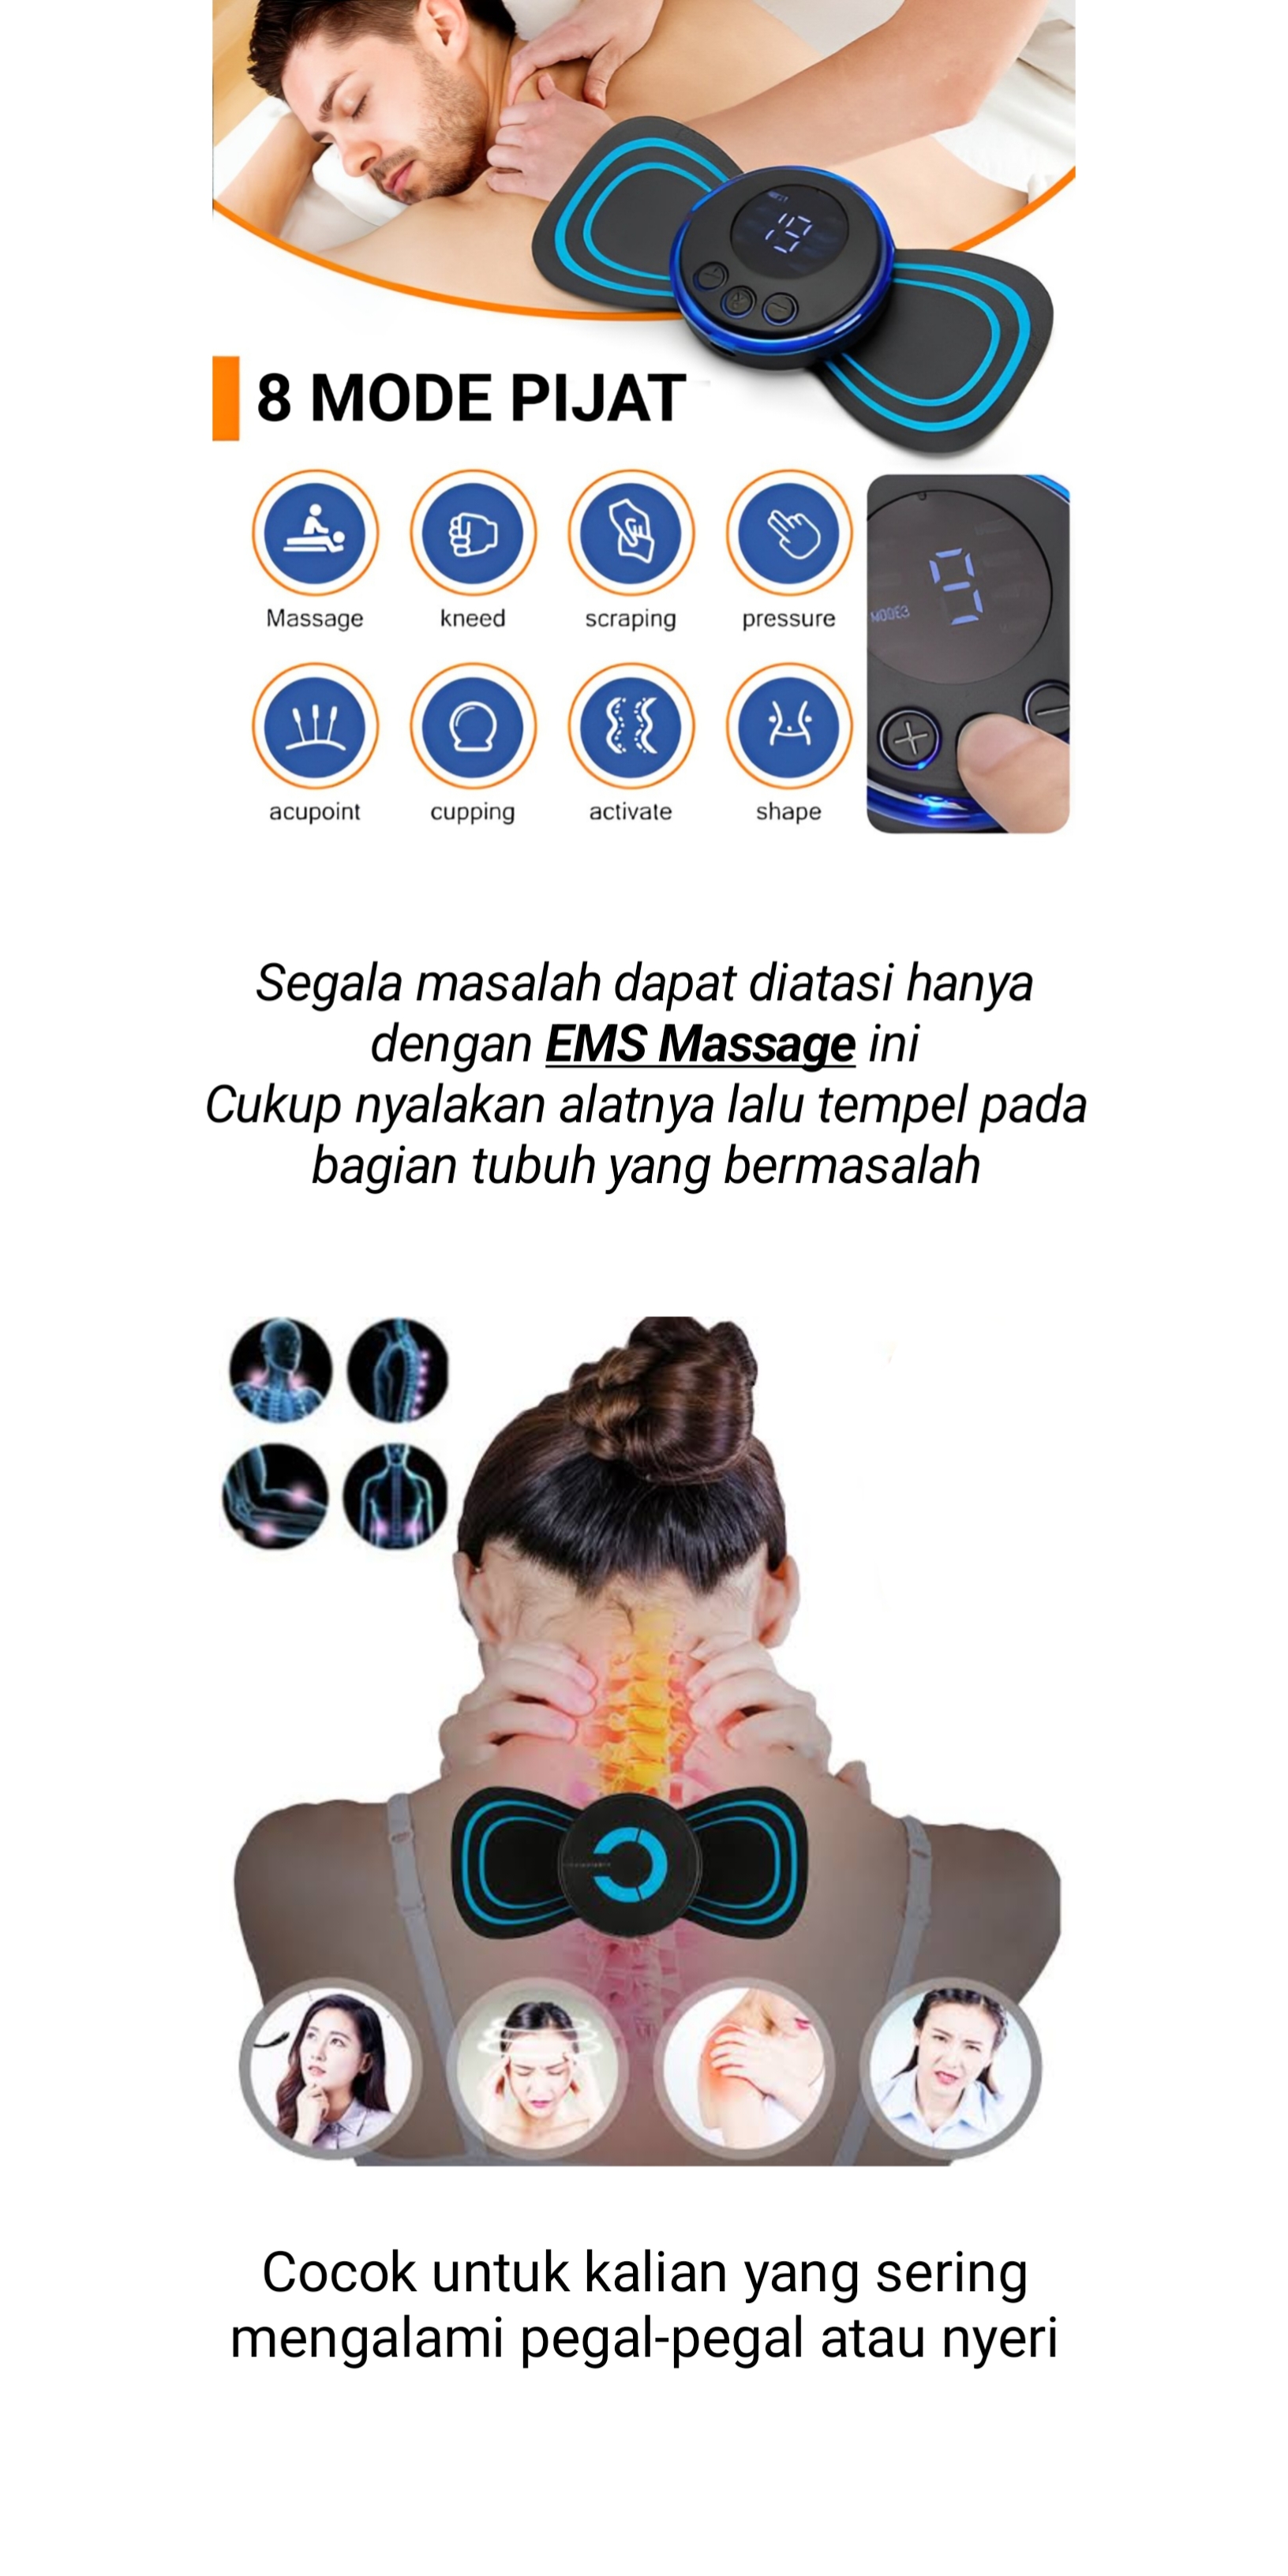 8 MODE PIJAT
Massage kneed scraping pressure
MODE3
acupoint cupping activate shape
Segala masalah dapat diatasi hanya
dengan EMS Massage ini
Cukup nyalakan alatnya lalu tempel pada
bagian tubuh yang bermasalah
Cocok untuk kalian yang sering
mengalami pegal-pegal atau nyeri